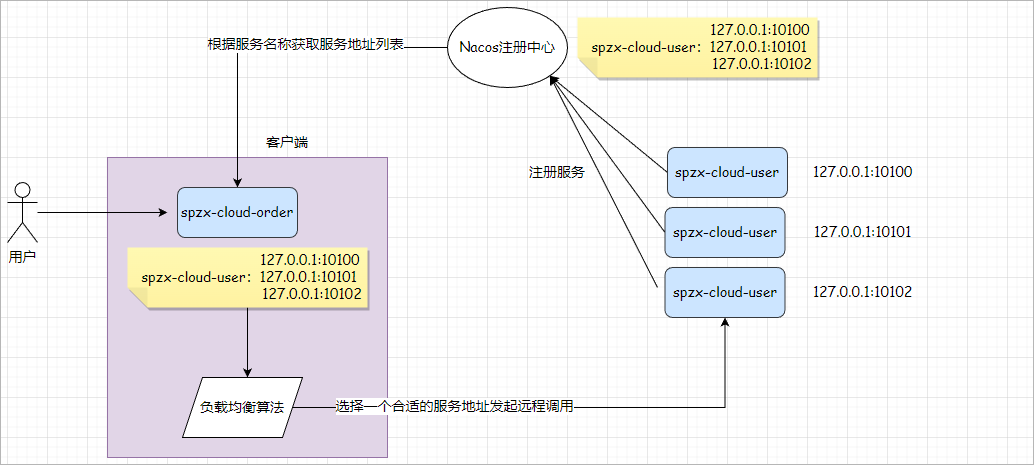 根据服务名称获取服务地址列表
Nacos注册中心
127.0.0.1:10100
spzx-cloud-user：127.0.0.1:10101
127.0.0.1:10102
客户端
注册服务
spzx-cloud-user
127.0.0.1:10100
spzx-cloud-order
spzx-cloud-user
127.0.0.1:10101
用户
127.0.0.1:10100
spzx-cloud-user：127.0.0.1:10101
127.0.0.1:10102
spzx-cloud-user
127.0.0.1:10102
负载均衡算法
选择一个合适的服务地址发起远程调用